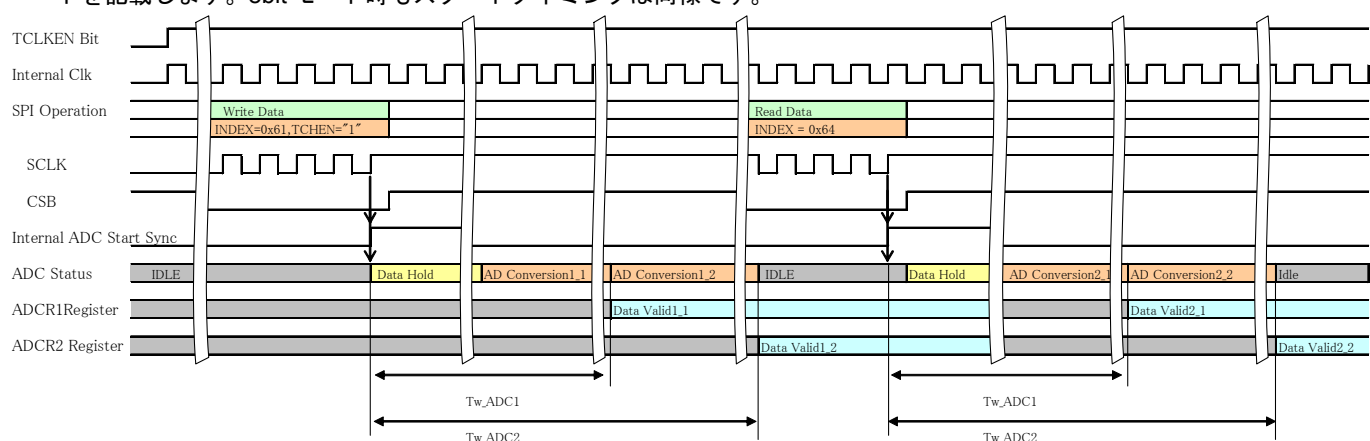 TCLKEN Bit
Internal Clk
SPI Operation
Write Data
Read Data
INDEX=0x61,TCHEN="1"
INDEX = 0x64
SCLK
CSB
Internal ADC Start Sync
ADC Status
IDLE
Data Hold
AD Conversion1_1
AD Conversion1_2
IDLE
Data Hold
AD Conversion2_1
AD Conversion2_2
Idle
ADCR1Register
Data Valid1_1
Data Valid2_1
ADCR2 Register
Data Valid1_2
Data Valid2_2
Tw_ADC1
Tw_ADC1
Tw_ADC2
Tw_ADC2